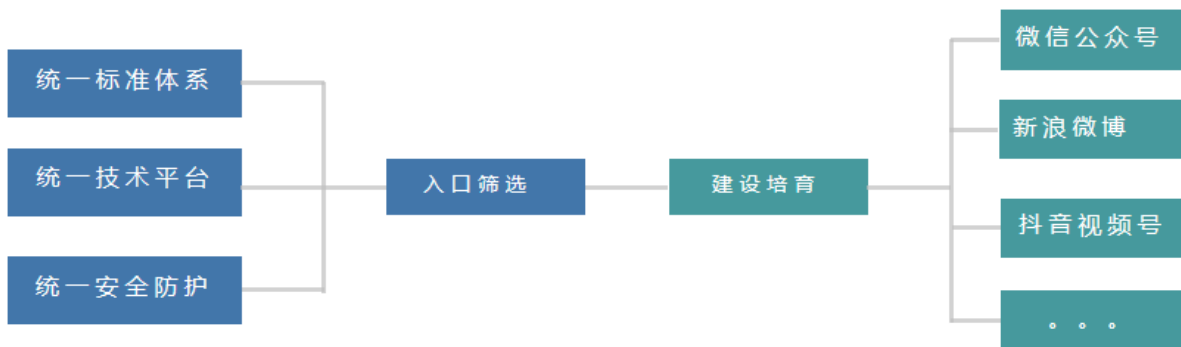 统一标准体系
统一技术平台
统一安全防护
入口筛选
建设培育
微信公众号
新浪微博
抖音视频号
。。。